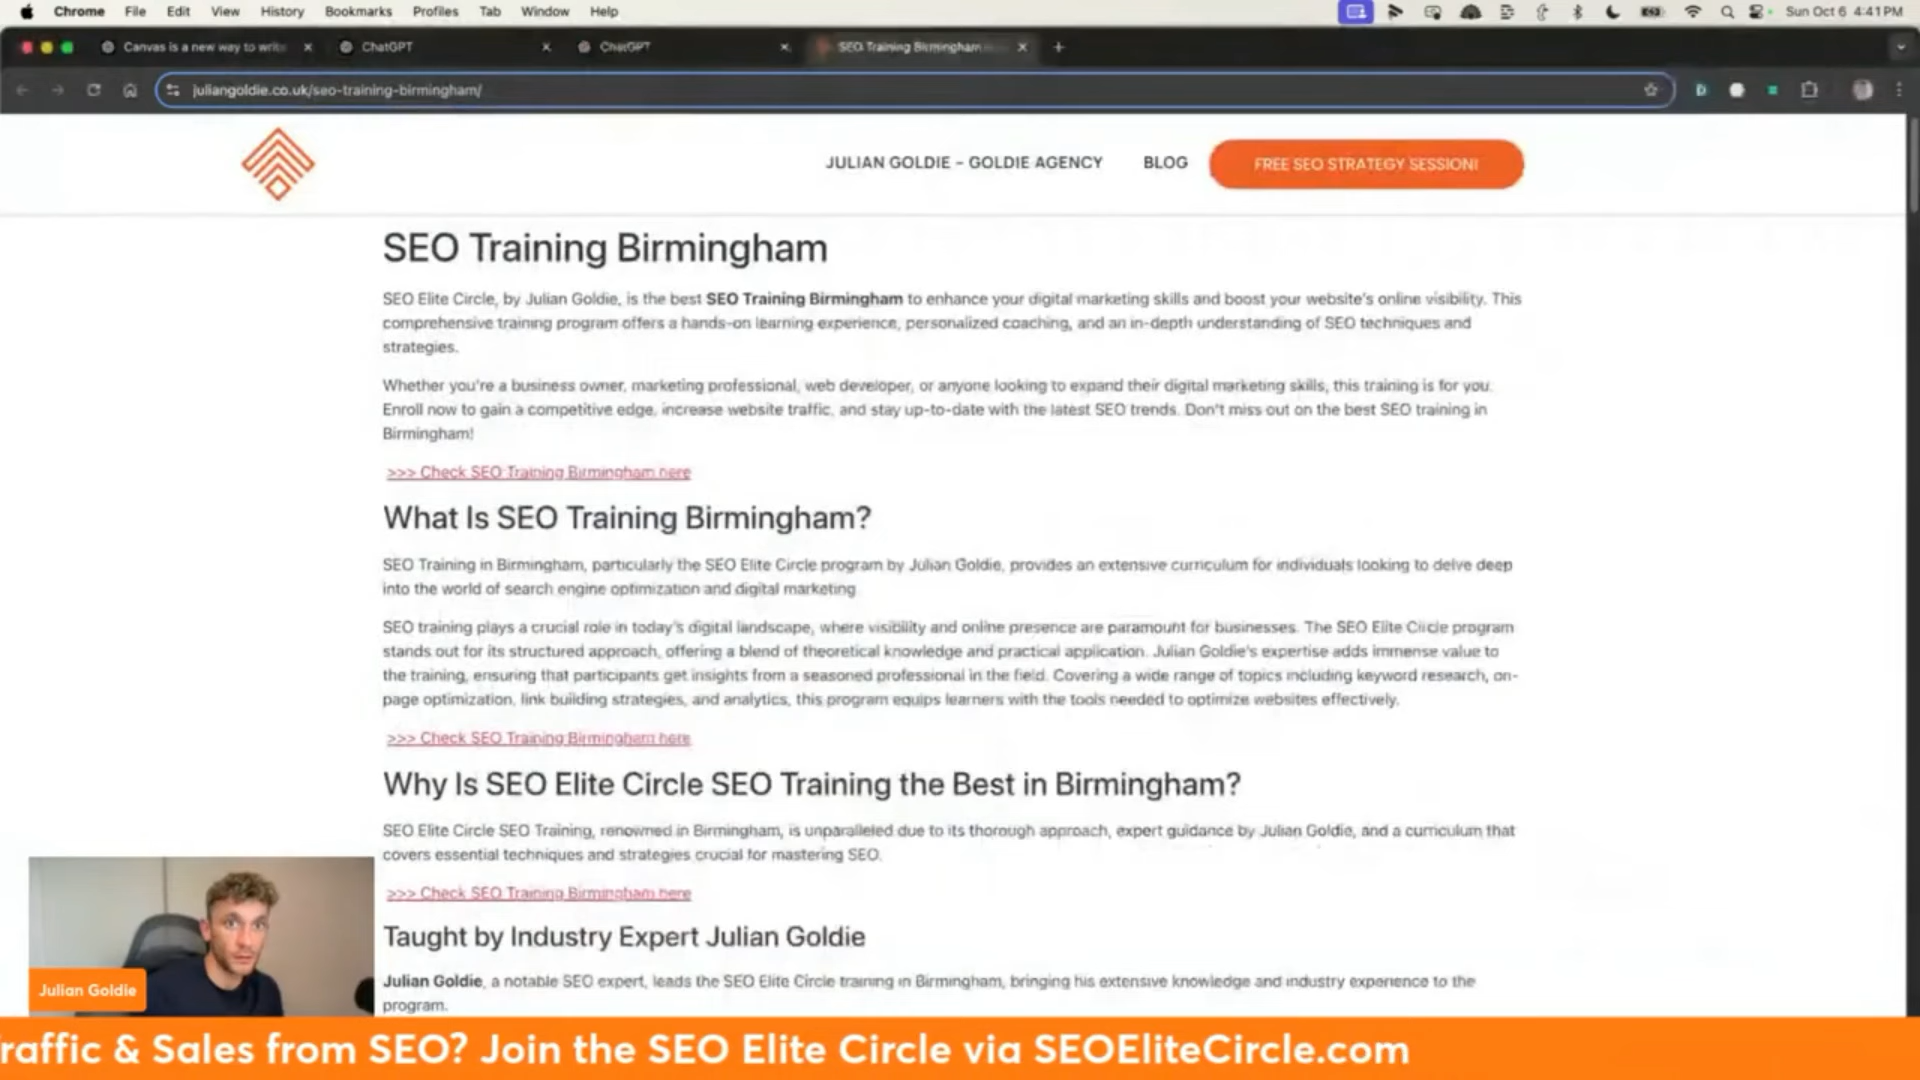 Chrome File Edit View History Bookmarks Profiles Tab Window Help Sun Oct 6 4:41 PM
Canvas is a new way to write ChatGPT ChatGPT SEO Training Birmingham
juliangoldie.co.uk/seo-training-birmingham/
JULIAN GOLDIE - GOLDIE AGENCY BLOG FREE SEO STRATEGY SESSION!
SEO Training Birmingham
SEO Elite Circle, by Julian Goldie, is the best SEO Training Birmingham to enhance your digital marketing skills and boost your website's online visibility. This
comprehensive training program offers a hands-on learning experience, personalized coaching, and an in-depth understanding of SEO techniques and
strategies.
Whether you're a business owner, marketing professional, web developer, or anyone looking to expand their digital marketing skills, this training is for you.
Enroll now to gain a competitive edge, increase website traffic, and stay up-to-date with the latest SEO trends. Don't miss out on the best SEO training in
Birmingham!
>>> Check SEO Training Birmingham here
What Is SEO Training Birmingham?
SEO Training in Birmingham, particularly the SEO Elite Circle program by Julian Goldie, provides an extensive curriculum for individuals looking to delve deep
into the world of search engine optimization and digital marketing.
SEO training plays a crucial role in today's digital landscape, where visibility and online presence are paramount for businesses. The SEO Elite Circle program
stands out for its structured approach, offering a blend of theoretical knowledge and practical application. Julian Goldie's expertise adds immense value to
the training, ensuring that participants get insights from a seasoned professional in the field. Covering a wide range of topics including keyword research, on-
page optimization, link building strategies, and analytics, this program equips learners with the tools needed to optimize websites effectively.
>>> Check SEO Training Birmingham here
Why Is SEO Elite Circle SEO Training the Best in Birmingham?
SEO Elite Circle SEO Training, renowned in Birmingham, is unparalleled due to its thorough approach, expert guidance by Julian Goldie, and a curriculum that
covers essential techniques and strategies crucial for mastering SEO.
>>> Check SEO Training Birmingham here
Taught by Industry Expert Julian Goldie
Julian Goldie, a notable SEO expert, leads the SEO Elite Circle training in Birmingham, bringing his extensive knowledge and industry experience to the
program.
Julian Goldie
raffic & Sales from SEO? Join the SEO Elite Circle via SEOEliteCircle.com